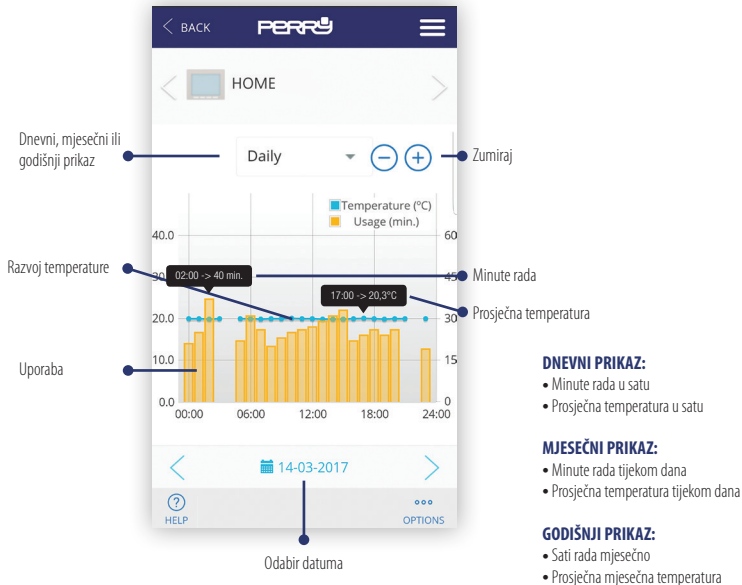 < BACK
PERRY
HOME
Dnevni, mjesečni ili
godišnji prikaz
Daily
Zumiraj
Temperature (ºC)
Usage (min.)
40.0
60
Razvoj temperature
30.0
02:00 -> 40 min.
45
Minute rada
17:00 -> 20,3°C
Prosječna temperatura
20.0
30
Uporaba
10.0
15
0.0
0
00:00
06:00
12:00
18:00
24:00
14-03-2017
?
HELP
OPTIONS
Odabir datuma
DNEVNI PRIKAZ:
• Minute rada u satu
• Prosječna temperatura u satu
MJESEČNI PRIKAZ:
• Minute rada tijekom dana
• Prosječna temperatura tijekom dana
GODIŠNJI PRIKAZ:
• Sati rada mjesečno
• Prosječna mjesečna temperatura